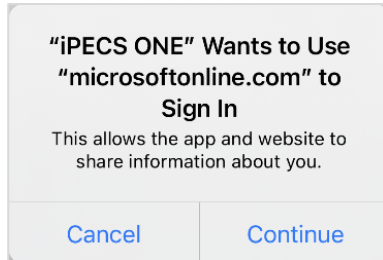 “iPECS ONE” Wants to Use
“microsoftonline.com” to
Sign In
This allows the app and website to
share information about you.
Cancel
Continue